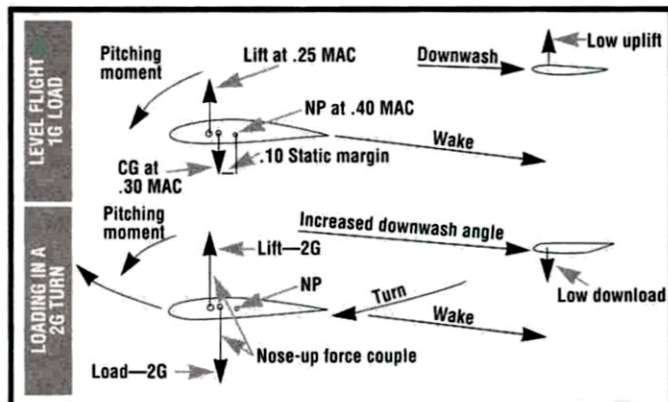 LEVEL FLIGHT
1G LOAD
Pitching
moment
Lift at .25 MAC
NP at .40 MAC
CG at
.30 MAC
.10 Static margin
Downwash
Low uplift
Wake
LOADING IN A
2G TURN
Pitching
moment
Lift—2G
NP
Load—2G
Nose-up force couple
Increased downwash angle
Turn
Wake
Low download